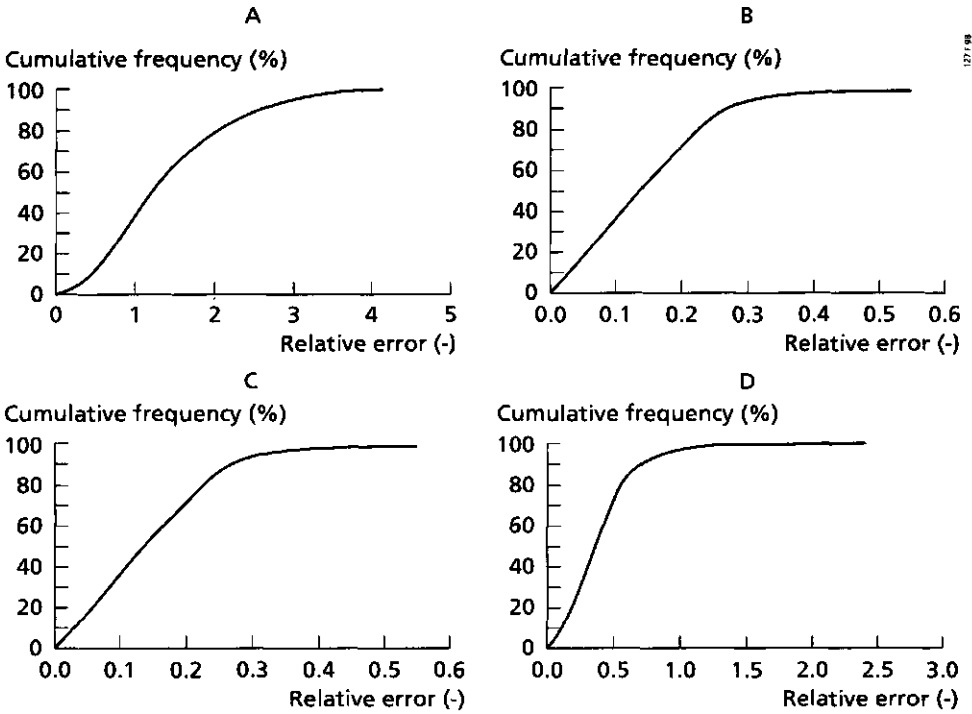 A
Cumulative frequency (%)
100
80
60
40
20
0
0 1 2 3 4 5
Relative error (-)
B
Cumulative frequency (%)
100
80
60
40
20
0
0.0 0.1 0.2 0.3 0.4 0.5 0.6
Relative error (-)
127 F 98
C
Cumulative frequency (%)
100
80
60
40
20
0
0.0 0.1 0.2 0.3 0.4 0.5 0.6
Relative error (-)
D
Cumulative frequency (%)
100
80
60
40
20
0
0.0 0.5 1.0 1.5 2.0 2.5 3.0
Relative error (-)